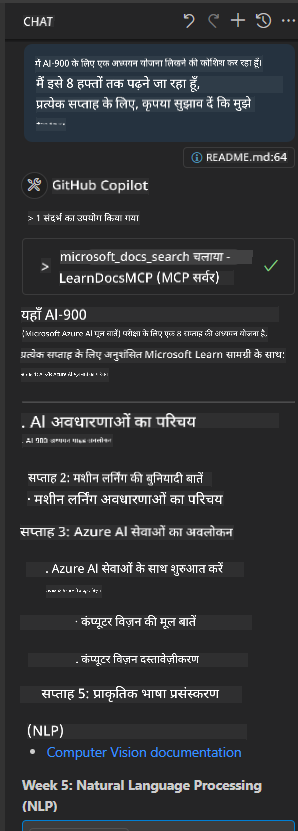 CHAT
मैं AI-900 के लिए एक अध्ययन योजना लिखने की कोशिश कर रहा हूँ।
मैं इसे 8 हफ्तों तक पढ़ने जा रहा हूँ,
प्रत्येक सप्ताह के लिए, कृपया सुझाव दें कि मुझे
README.md:64
GitHub Copilot
> 1 संदर्भ का उपयोग किया गया
> microsoft_docs_search चलाया -
LearnDocsMCP (MCP सर्वर)
यहाँ AI-900
(Microsoft Azure AI मूल बातें) परीक्षा के लिए एक 8 सप्ताह की अध्ययन योजना है,
प्रत्येक सप्ताह के लिए अनुशंसित Microsoft Learn सामग्री के साथ:
. AI अवधारणाओं का परिचय
. AI-900 अध्ययन गाइड अवलोकन
सप्ताह 2: मशीन लर्निंग की बुनियादी बातें
· मशीन लर्निंग अवधारणाओं का परिचय
सप्ताह 3: Azure AI सेवाओं का अवलोकन
. Azure AI सेवाओं के साथ शुरुआत करें
· कंप्यूटर विज़न की मूल बातें
. कंप्यूटर विज़न दस्तावेज़ीकरण
सप्ताह 5: प्राकृतिक भाषा प्रसंस्करण
(NLP)
• Computer Vision documentation
Week 5: Natural Language Processing
(NLP)